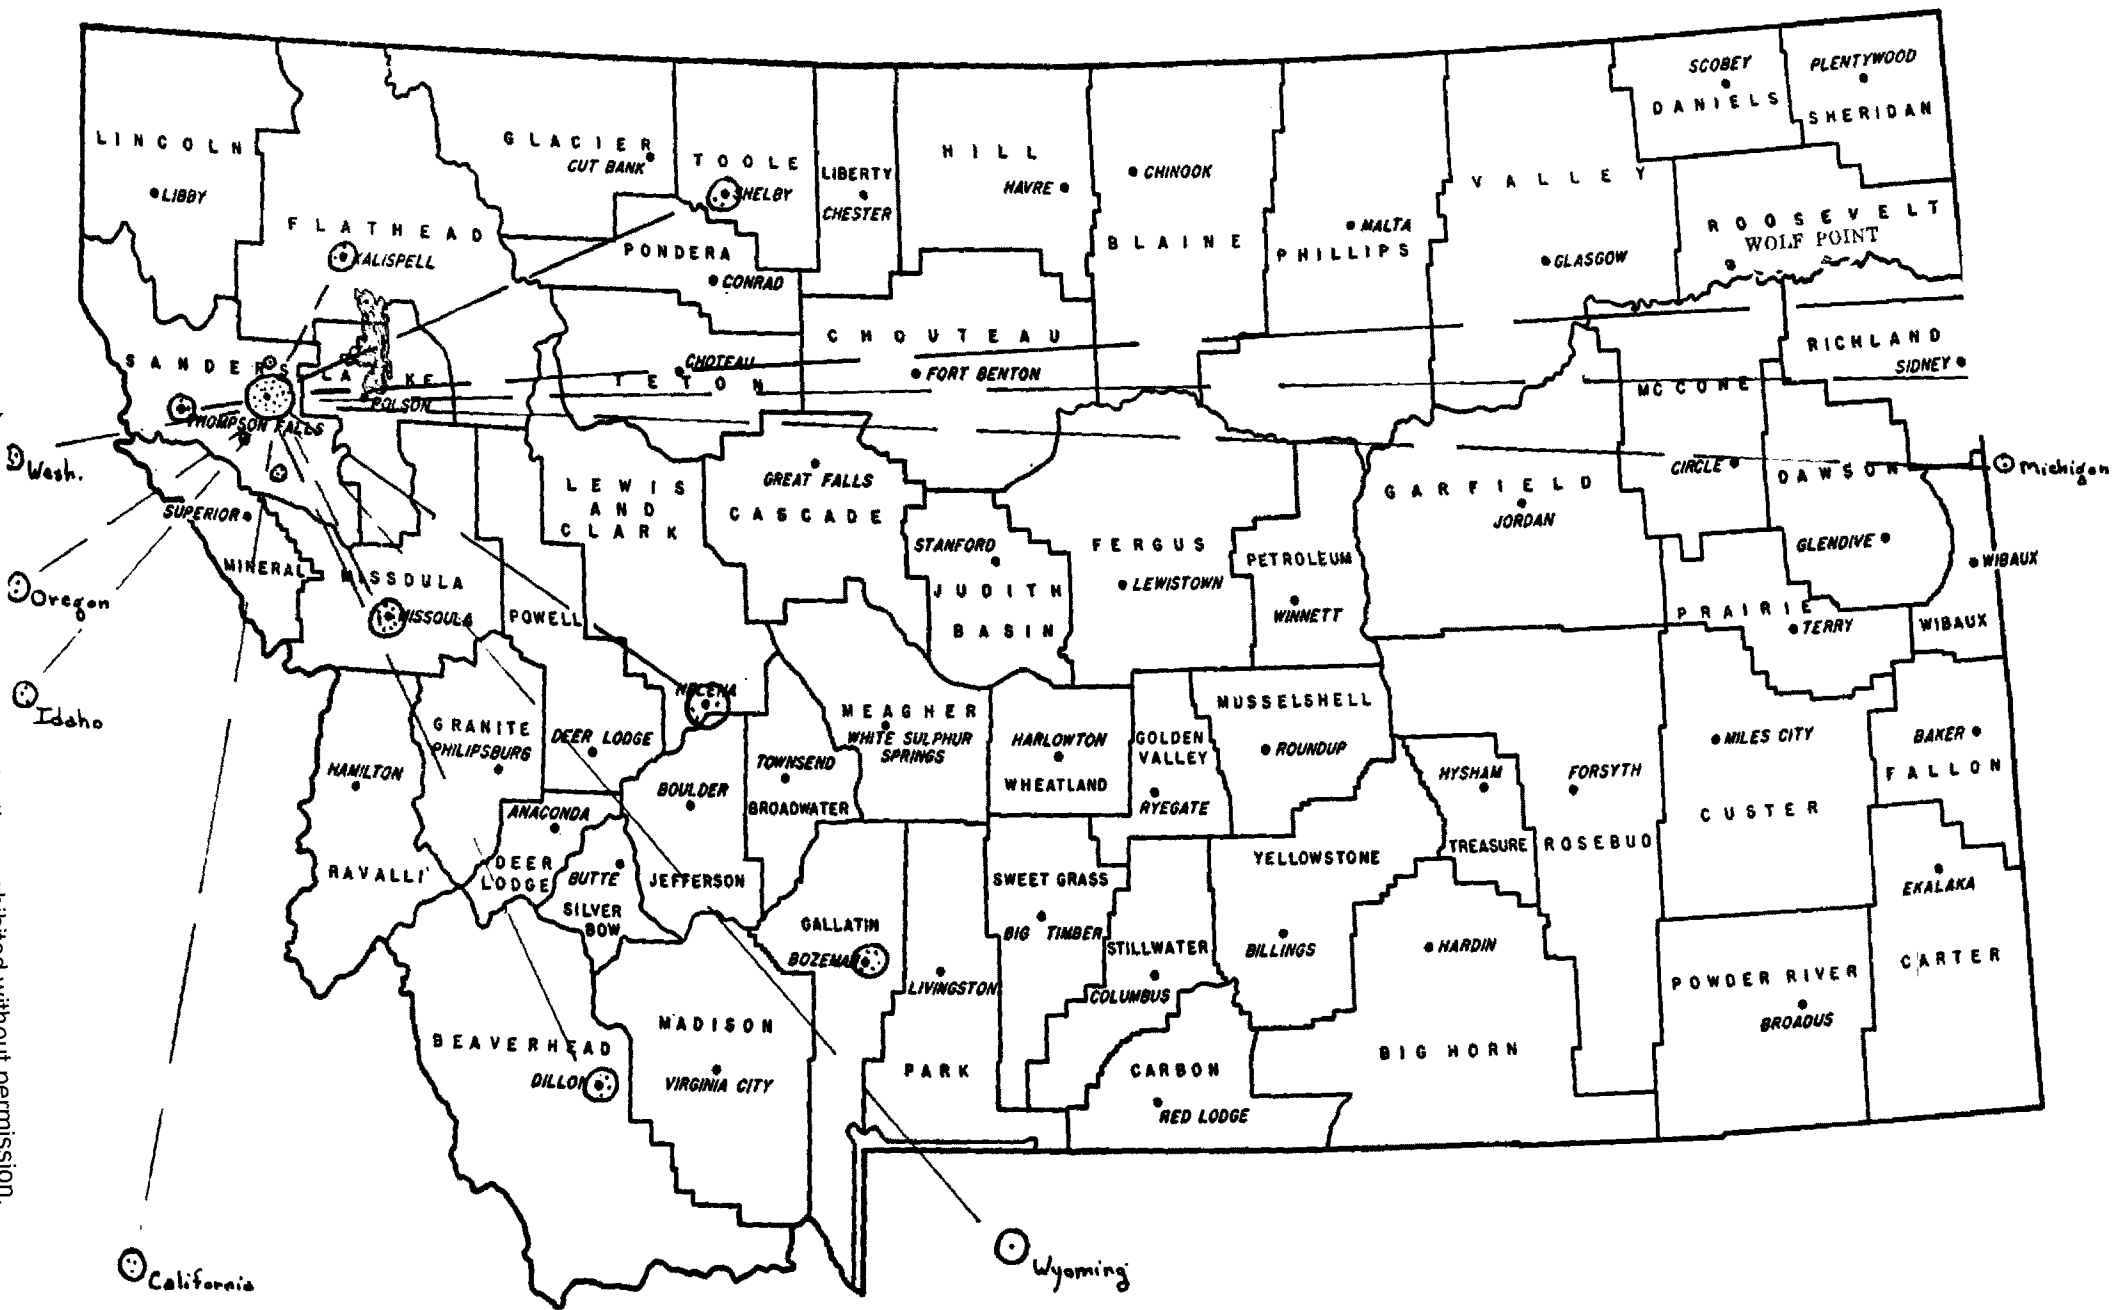 SCOBEY
DANIELS
PLENTYWOOD
SHERIDAN
LINCOLN
LIBBY
GLACIER
CUT BANK
TOOLE
SHELBY
LIBERTY
CHESTER
HILL
HAVRE
CHINOOK
BLAINE
MALTA
PHILLIPS
VALLEY
GLASGOW
ROOSEVELT
WOLF POINT
FLATHEAD
KALISPELL
PONDERA
CONRAD
SANDERS
LAKE
POLSON
THOMPSON FALLS
CHOTEAU
TETON
CHOUTEAU
FORT BENTON
MCCONE
CIRCLE
RICHLAND
SIDNEY
Wash.
Oregon
Idaho
California
Wyoming
Michigan
SUPERIOR
MINERAL
MISSOULA
MISSOULA
POWELL
DEER LODGE
LEWIS
AND
CLARK
HELENA
GREAT FALLS
CASCADE
STANFORD
JUDITH
BASIN
FERGUS
LEWISTOWN
PETROLEUM
WINNETT
GARFIELD
JORDAN
DAWSON
GLENDIVE
WIBAUX
WIBAUX
PRAIRIE
TERRY
GRANITE
PHILIPSBURG
HAMILTON
RAVALLI
ANACONDA
DEER
LODGE
BUTTE
SILVER
BOW
BOULDER
JEFFERSON
TOWNSEND
BROADWATER
MEAGHER
WHITE SULPHUR
SPRINGS
HARLOWTON
WHEATLAND
GOLDEN
VALLEY
RYEGATE
MUSSELSHELL
ROUNDUP
HYSHAM
TREASURE
FORSYTH
ROSEBUD
MILES CITY
CUSTER
BAKER
FALLON
EKALAKA
CARTER
YELLOWSTONE
BILLINGS
SWEET GRASS
BIG TIMBER
STILLWATER
COLUMBUS
GALLATIN
BOZEMAN
LIVINGSTON
PARK
HARDIN
BIG HORN
POWDER RIVER
BROADUS
BEAVERHEAD
DILLON
MADISON
VIRGINIA CITY
CARBON
RED LODGE
without permission.